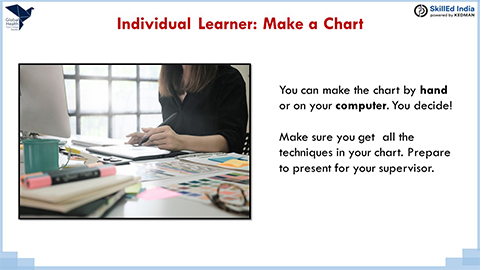 Global
Health
SkillEd India
powered by KEDMAN
Individual Learner: Make a Chart
You can make the chart by hand
or on your computer. You decide!
Make sure you get all the
techniques in your chart. Prepare
to present for your supervisor.